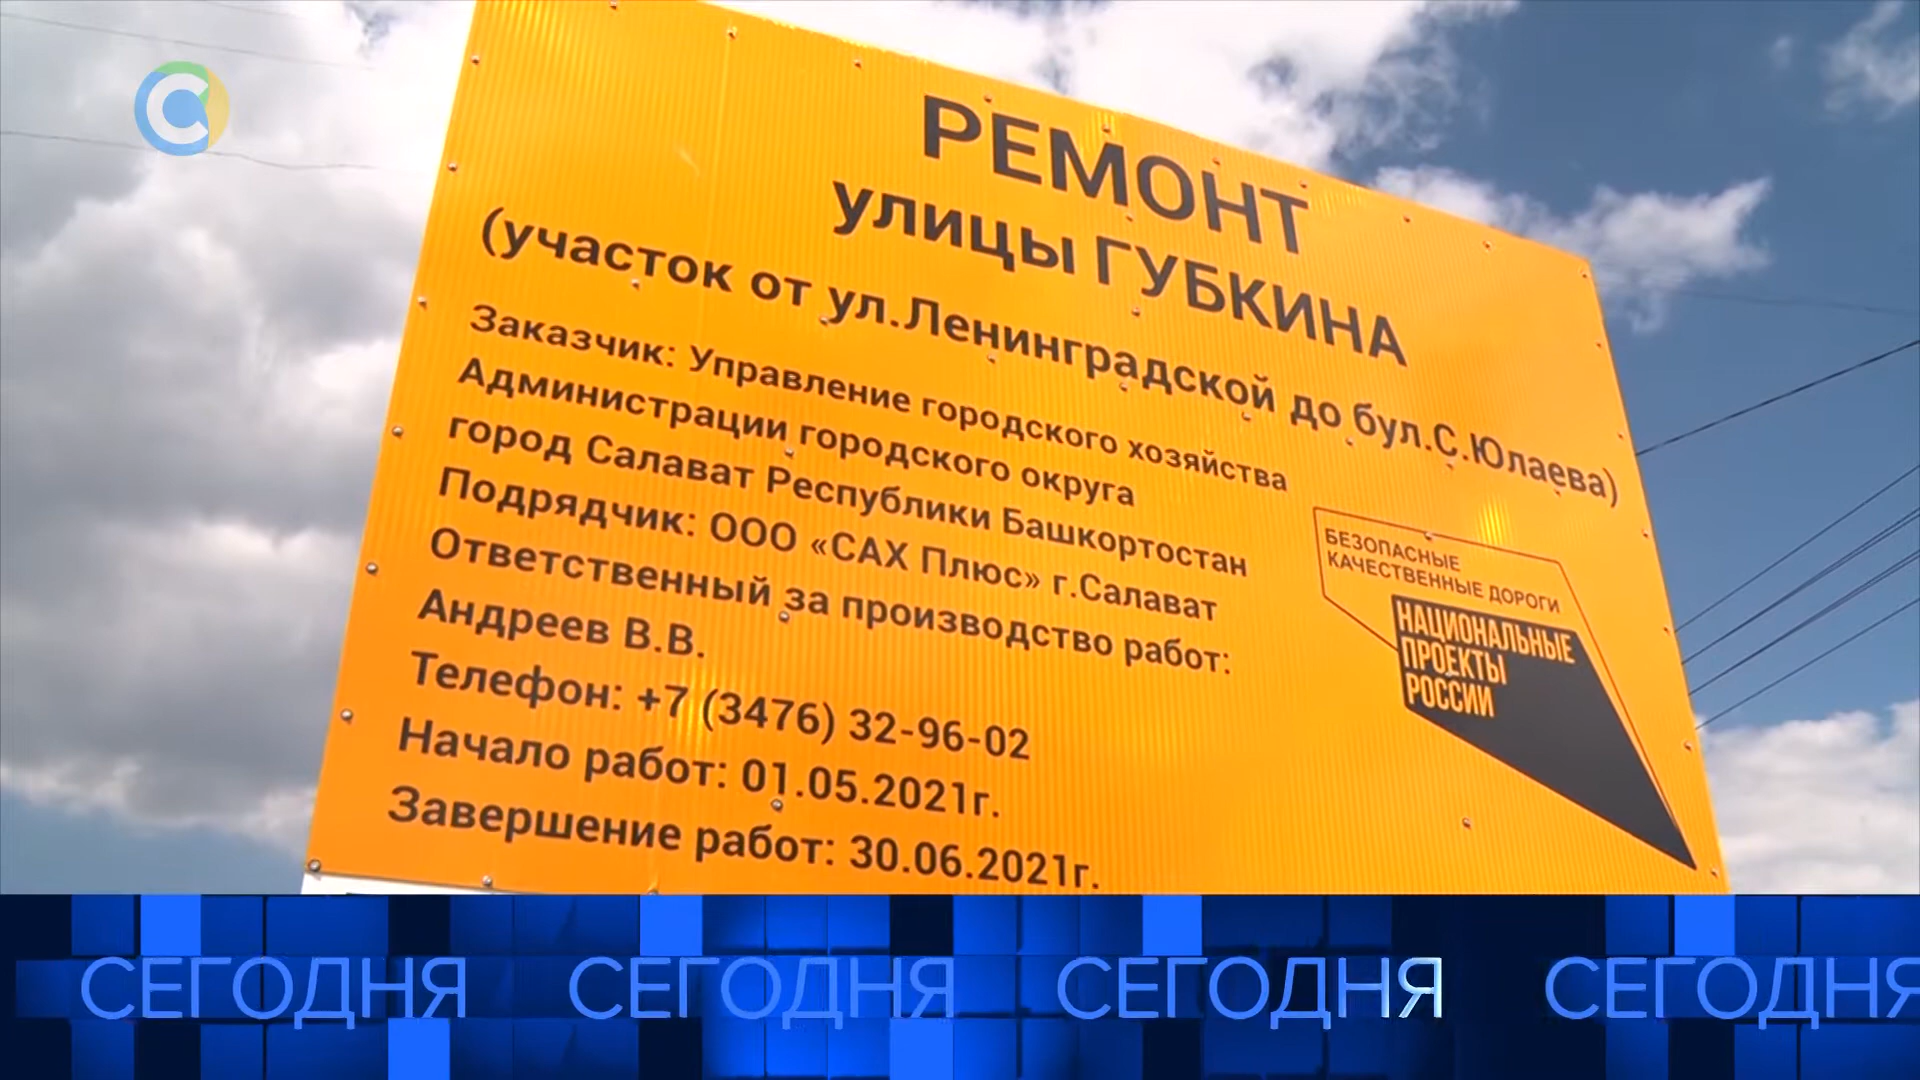 С
РЕМОНТ
улицы ГУБКИНА
(участок от ул.Ленинградской до бул.С.Юлаева)
Заказчик: Управление городского хозяйства
Администрации городского округа
город Салават Республики Башкортостан
Подрядчик: ООО «САХ Плюс» г.Салават
Ответственный за производство работ:
Андреев В.В.
Телефон: +7 (3476) 32-96-02
Начало работ: 01.05.2021г.
Завершение работ: 30.06.2021г.
БЕЗОПАСНЫЕ
КАЧЕСТВЕННЫЕ ДОРОГИ
НАЦИОНАЛЬНЫЕ
ПРОЕКТЫ
РОССИИ
СЕГОДНЯ СЕГОДНЯ СЕГОДНЯ СЕГОДНЯ